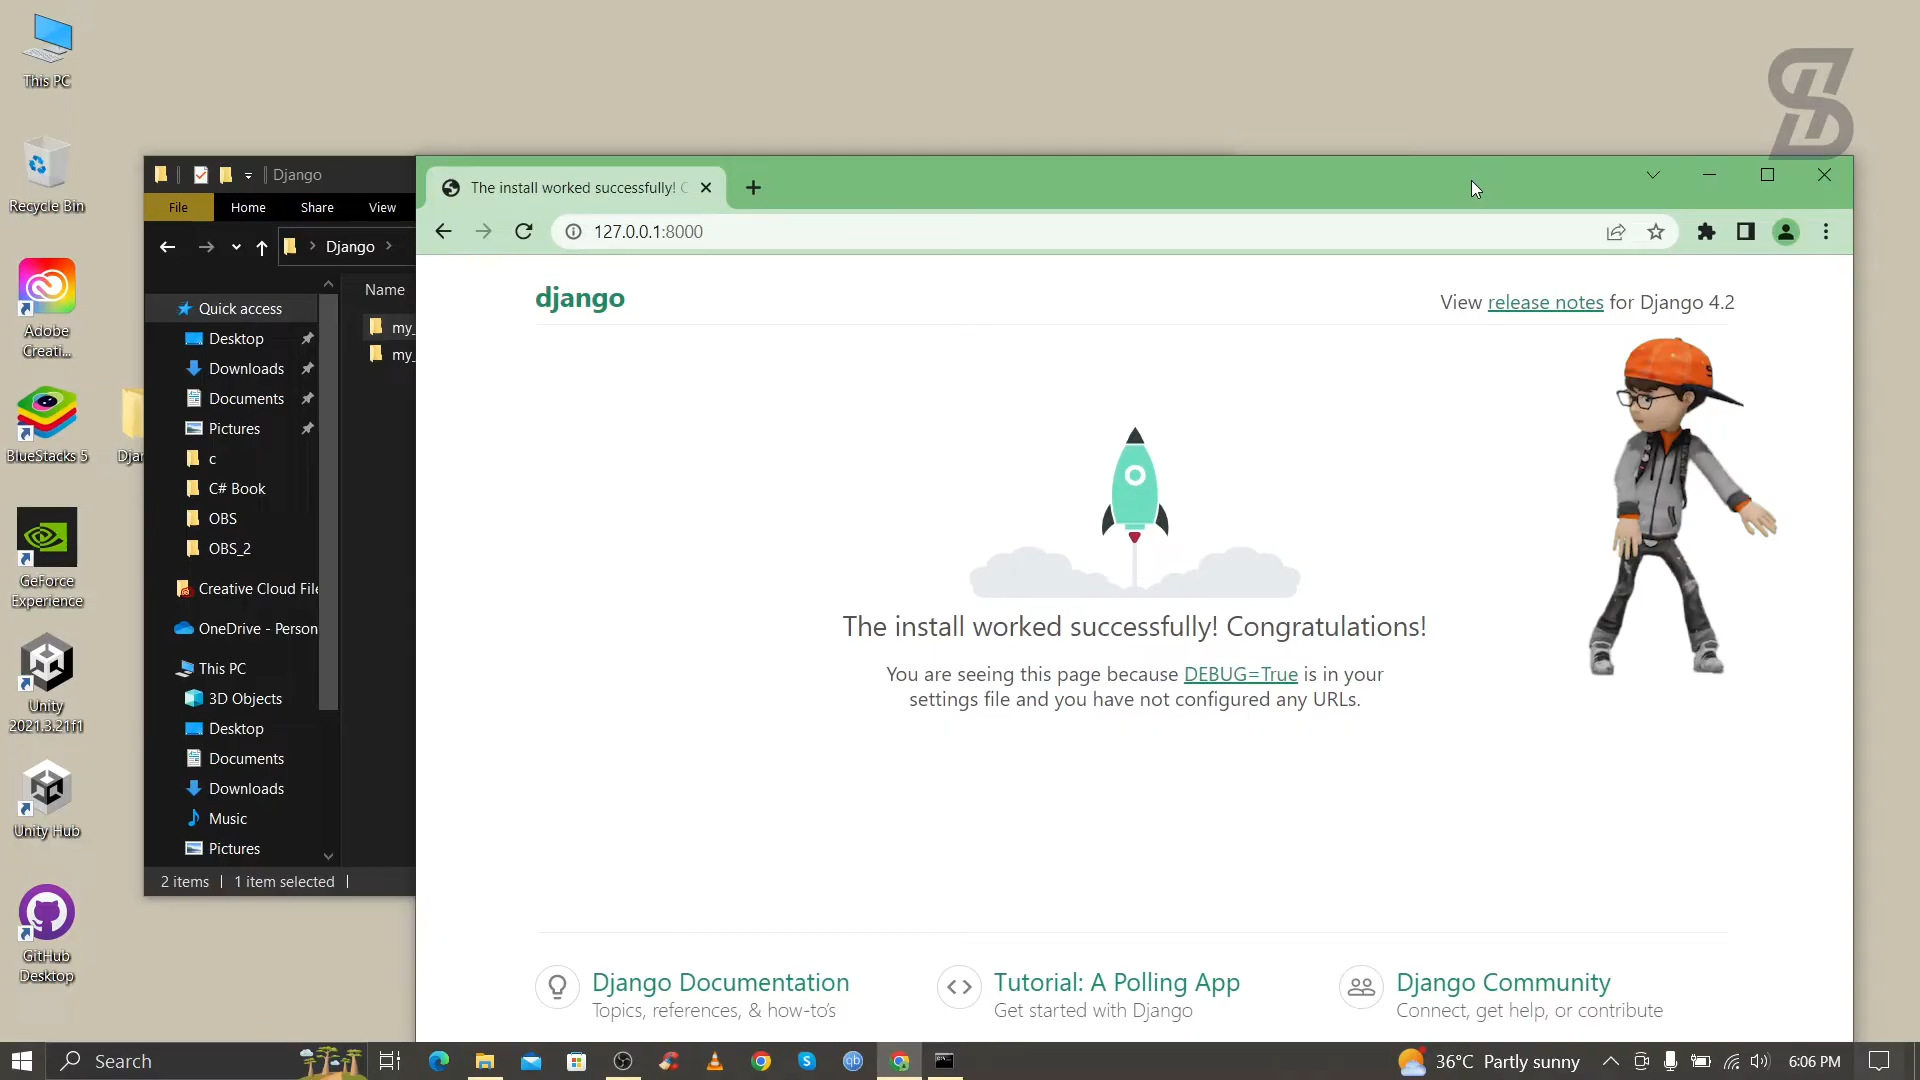 This PC
Recycle Bin
Adobe
Creati...
BlueStacks 5
GeForce
Experience
Unity
2021.3.21f1
Unity Hub
GitHub
Desktop
Django
File
Home
Share
View
Django
Name
my_
my_
Quick access
Desktop
Downloads
Documents
Pictures
c
C# Book
OBS
OBS_2
Creative Cloud File
OneDrive - Person
This PC
3D Objects
Desktop
Documents
Downloads
Music
Pictures
2 items
1 item selected
The install worked successfully!
127.0.0.1:8000
django
View release notes for Django 4.2
The install worked successfully! Congratulations!
You are seeing this page because DEBUG=True is in your
settings file and you have not configured any URLs.
Django Documentation
Topics, references, & how-to's
Tutorial: A Polling App
Get started with Django
Django Community
Connect, get help, or contribute
Search
36°C Partly sunny
6:06 PM